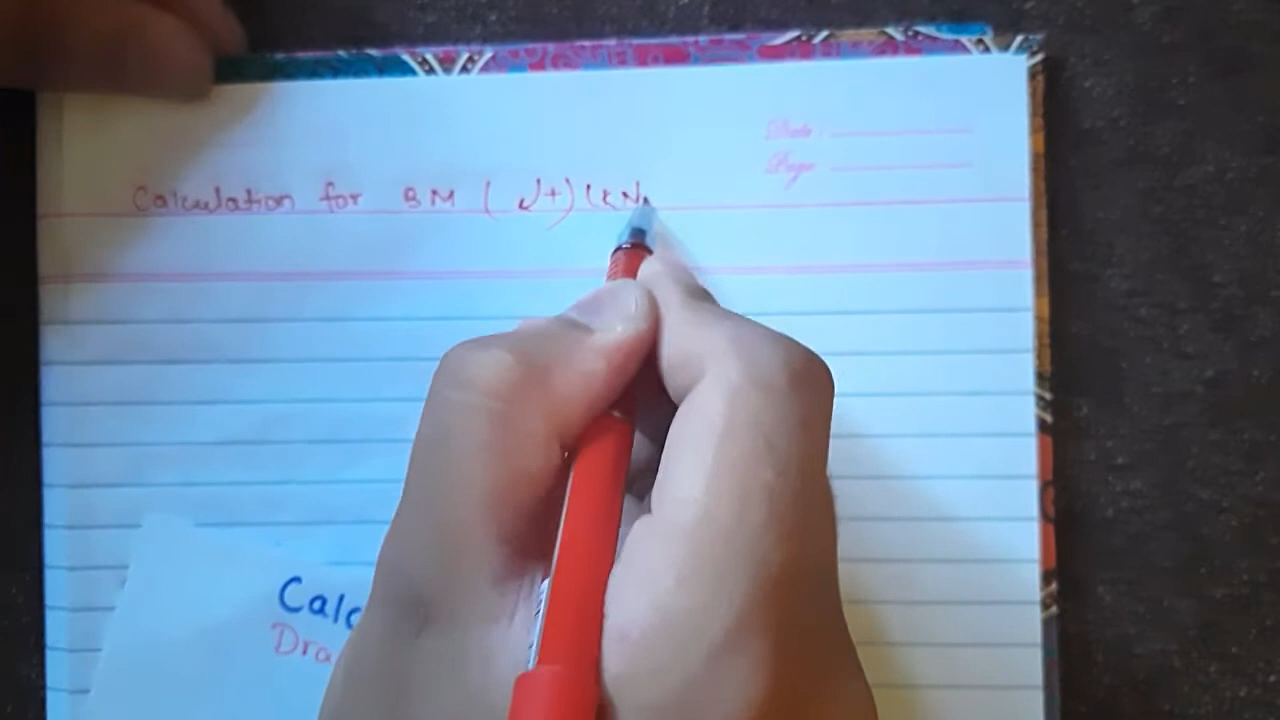 Date
Page
Calculation for BM ( ↲+) (KN
Calc
Dra